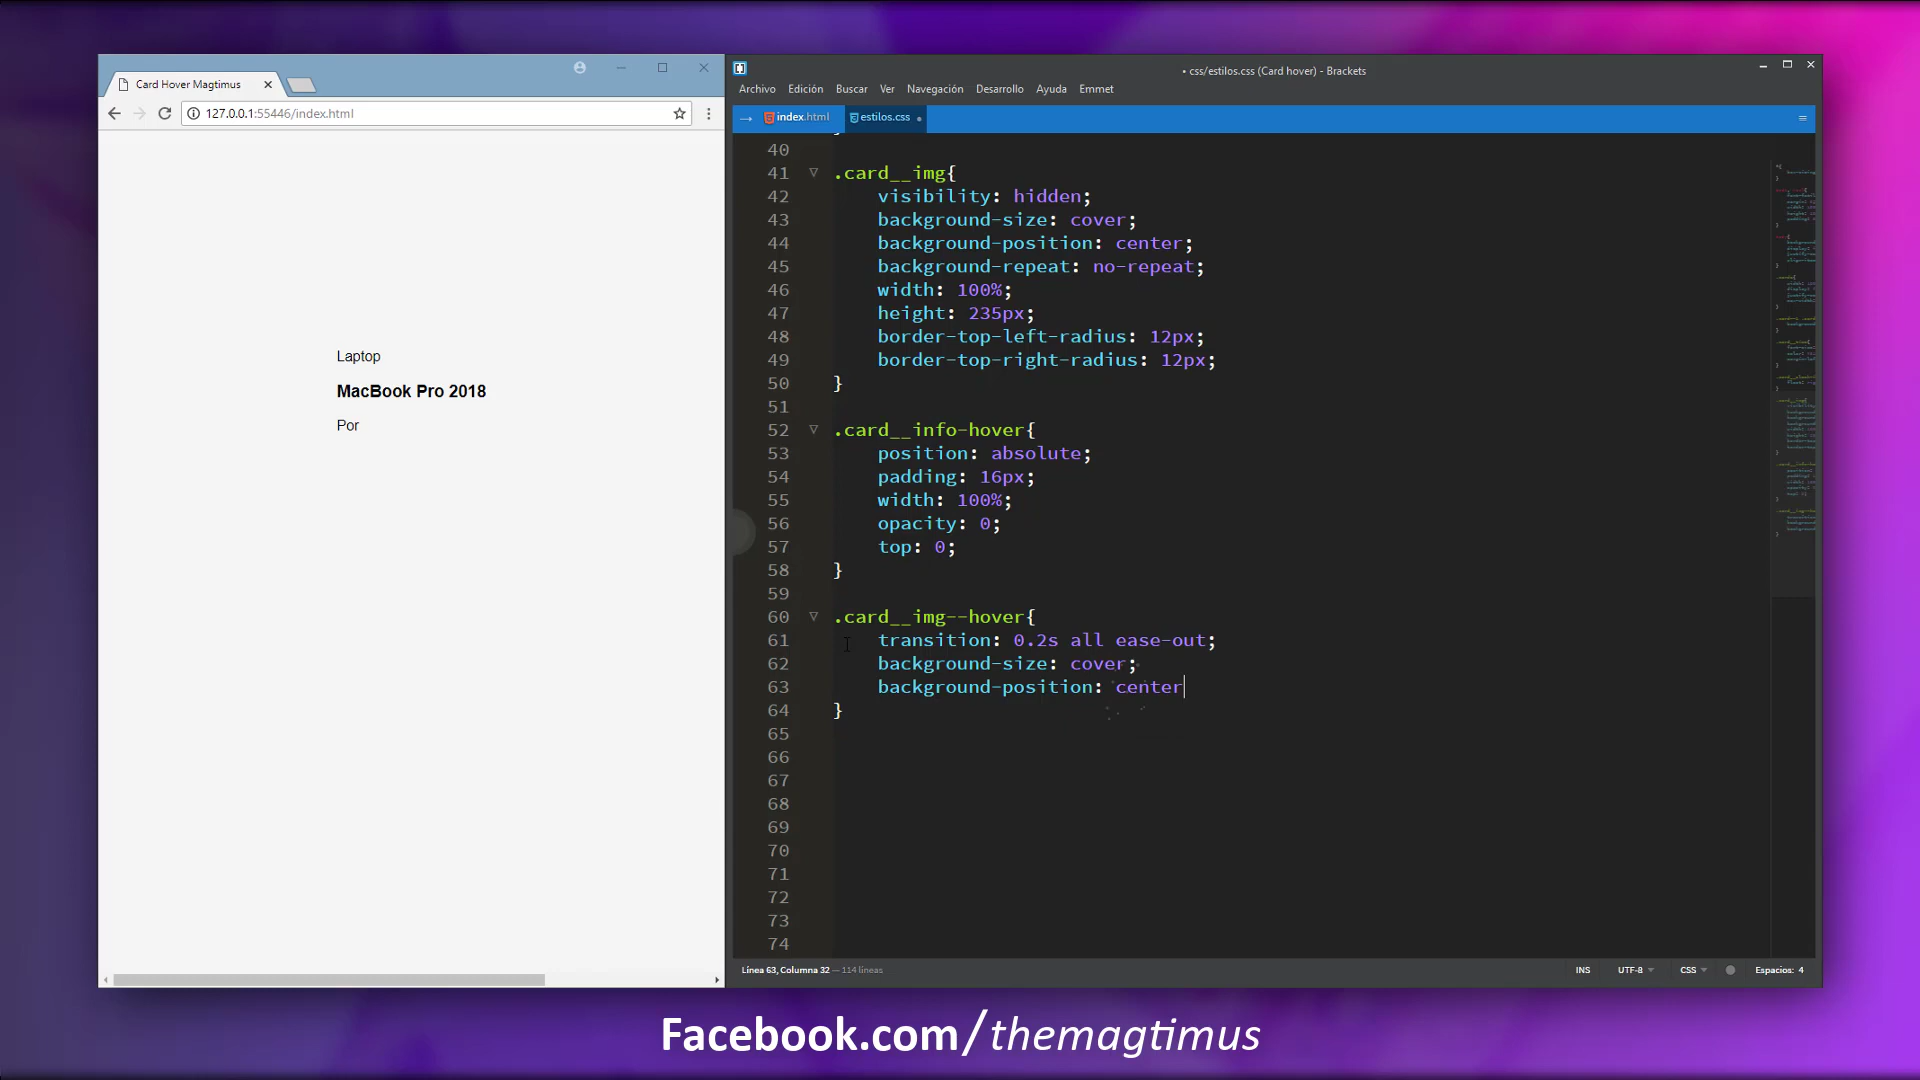 Card Hover Magtimus
127.0.0.1:55446/index.html
Laptop
MacBook Pro 2018
Por
• css/estilos.css (Card hover) - Brackets
Archivo Edición Buscar Ver Navegación Desarrollo Ayuda Emmet
index.html estilos.css
40
41 .card__img{
42 visibility: hidden;
43 background-size: cover;
44 background-position: center;
45 background-repeat: no-repeat;
46 width: 100%;
47 height: 235px;
48 border-top-left-radius: 12px;
49 border-top-right-radius: 12px;
50 }
51
52 .card__info-hover{
53 position: absolute;
54 padding: 16px;
55 width: 100%;
56 opacity: 0;
57 top: 0;
58 }
59
60 .card__img--hover{
61 transition: 0.2s all ease-out;
62 background-size: cover;
63 background-position: center
64 }
65
66
67
68
69
70
71
72
73
74
Línea 63, Columna 32 — 114 líneas INS UTF-8 CSS Espacios: 4
Facebook.com/themagtimus